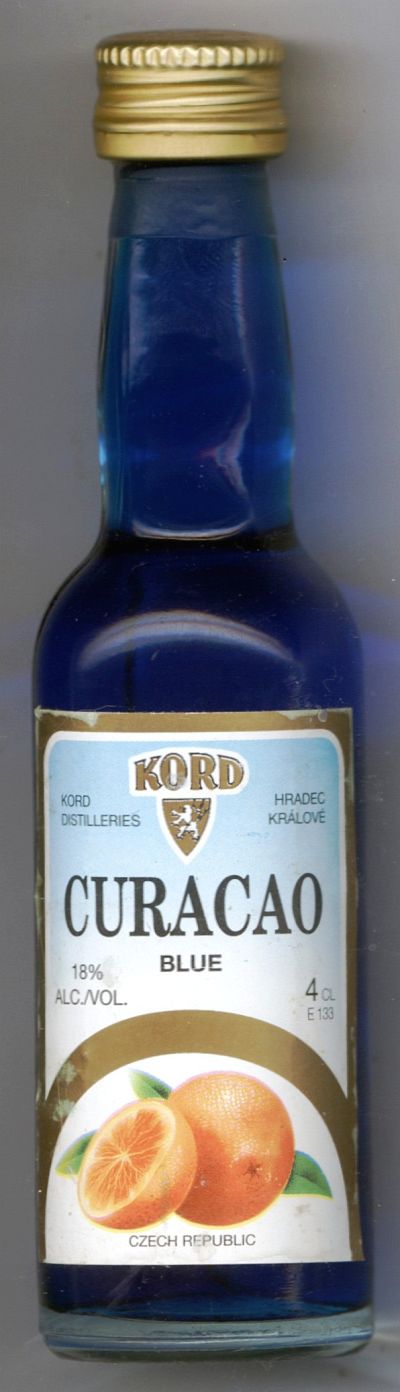 KORD
KORD
DISTILLERIES
HRADEC
KRÁLOVÉ
CURACAO
BLUE
18%
ALC./VOL.
4 CL
E 133
CZECH REPUBLIC